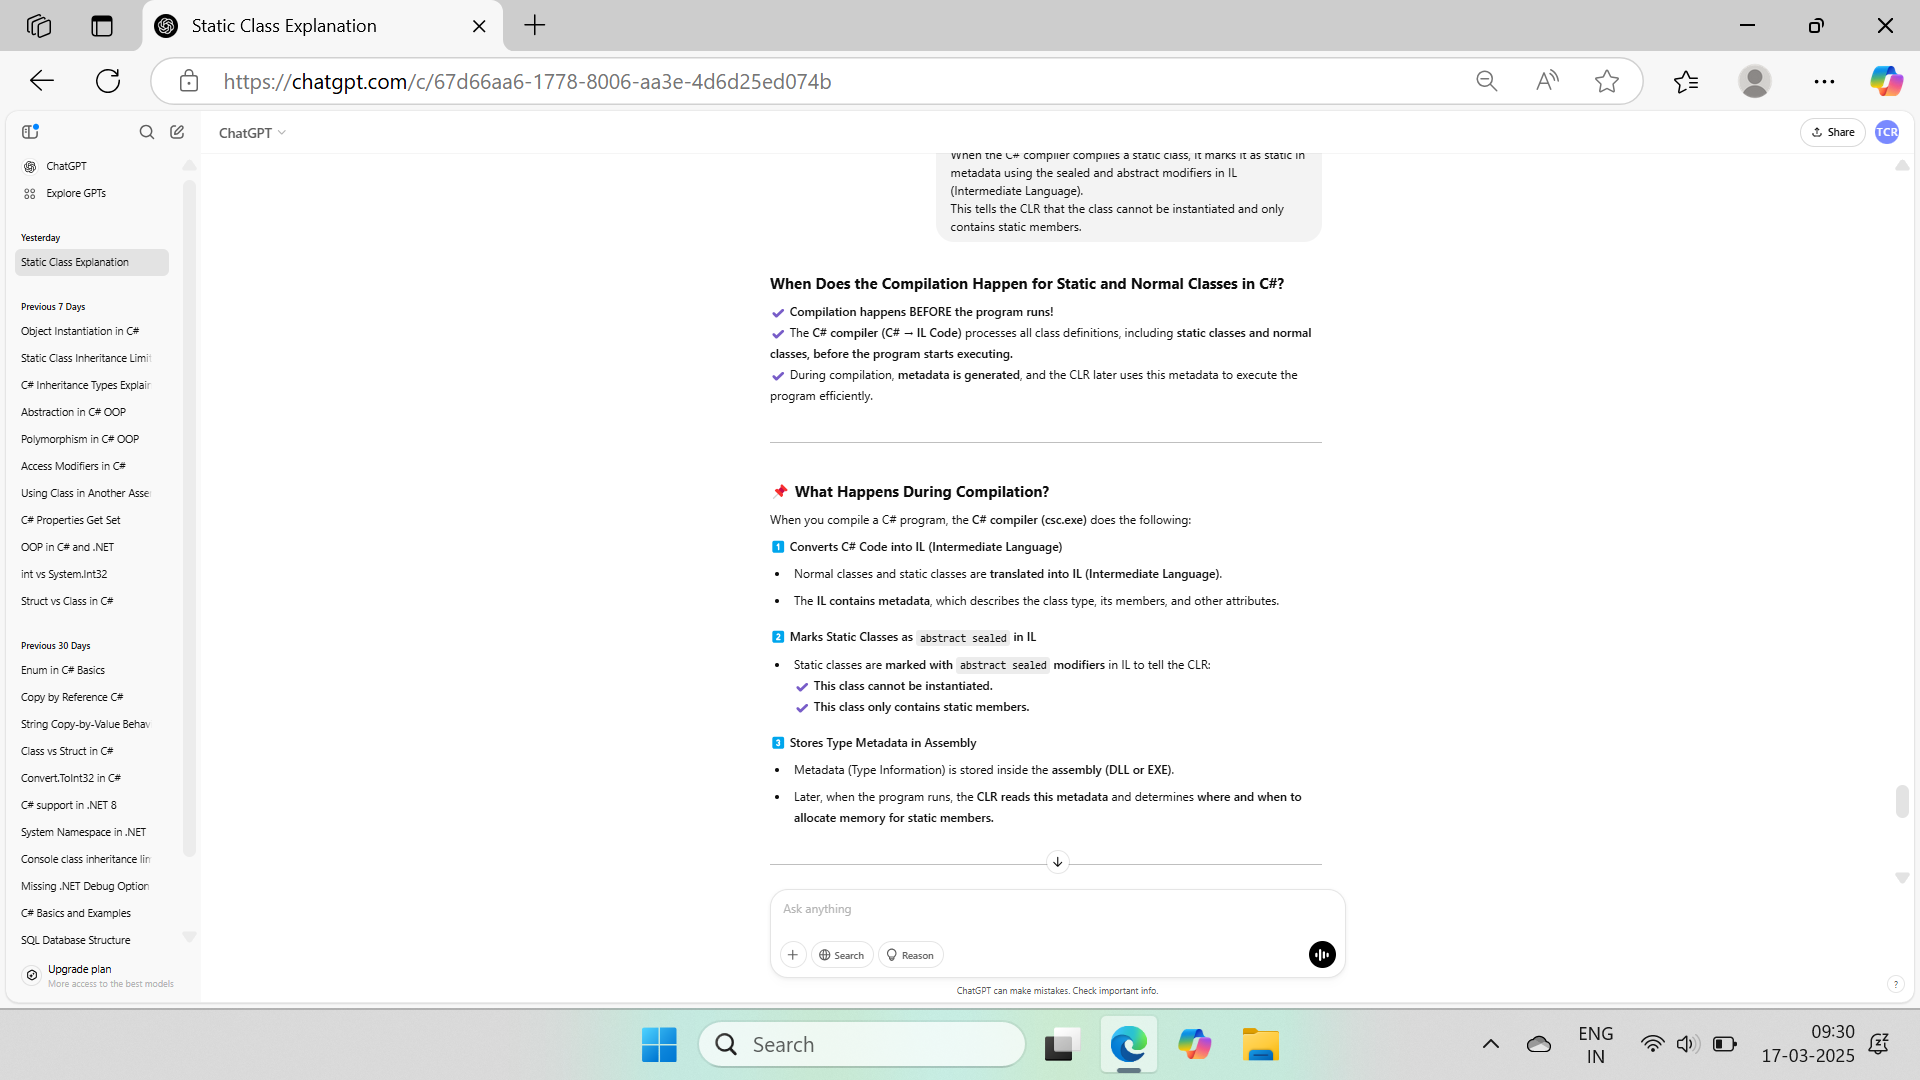 Static Class Explanation
https://chatgpt.com/c/67d66aa6-1778-8006-aa3e-4d6d25ed074b
ChatGPT
Share
TCR
ChatGPT
Explore GPTs
Yesterday
Static Class Explanation
Previous 7 Days
Object Instantiation in C#
Static Class Inheritance Limit
C# Inheritance Types Explain
Abstraction in C# OOP
Polymorphism in C# OOP
Access Modifiers in C#
Using Class in Another Asse
C# Properties Get Set
OOP in C# and .NET
int vs System.Int32
Struct vs Class in C#
Previous 30 Days
Enum in C# Basics
Copy by Reference C#
String Copy-by-Value Behav
Class vs Struct in C#
Convert.ToInt32 in C#
C# support in .NET 8
System Namespace in .NET
Console class inheritance lin
Missing .NET Debug Option
C# Basics and Examples
SQL Database Structure
Upgrade plan
More access to the best models
When the C# compiler compiles a static class, it marks it as static in
metadata using the sealed and abstract modifiers in IL
(Intermediate Language).
This tells the CLR that the class cannot be instantiated and only
contains static members.
When Does the Compilation Happen for Static and Normal Classes in C#?
✔ Compilation happens BEFORE the program runs!
✔ The C# compiler (C# → IL Code) processes all class definitions, including static classes and normal
classes, before the program starts executing.
✔ During compilation, metadata is generated, and the CLR later uses this metadata to execute the
program efficiently.
📌 What Happens During Compilation?
When you compile a C# program, the C# compiler (csc.exe) does the following:
1 Converts C# Code into IL (Intermediate Language)
• Normal classes and static classes are translated into IL (Intermediate Language).
• The IL contains metadata, which describes the class type, its members, and other attributes.
2 Marks Static Classes as abstract sealed in IL
• Static classes are marked with abstract sealed modifiers in IL to tell the CLR:
✔ This class cannot be instantiated.
✔ This class only contains static members.
3 Stores Type Metadata in Assembly
• Metadata (Type Information) is stored inside the assembly (DLL or EXE).
• Later, when the program runs, the CLR reads this metadata and determines where and when to
allocate memory for static members.
Ask anything
Search
Reason
ChatGPT can make mistakes. Check important info.
?
Search
ENG
IN
09:30
17-03-2025